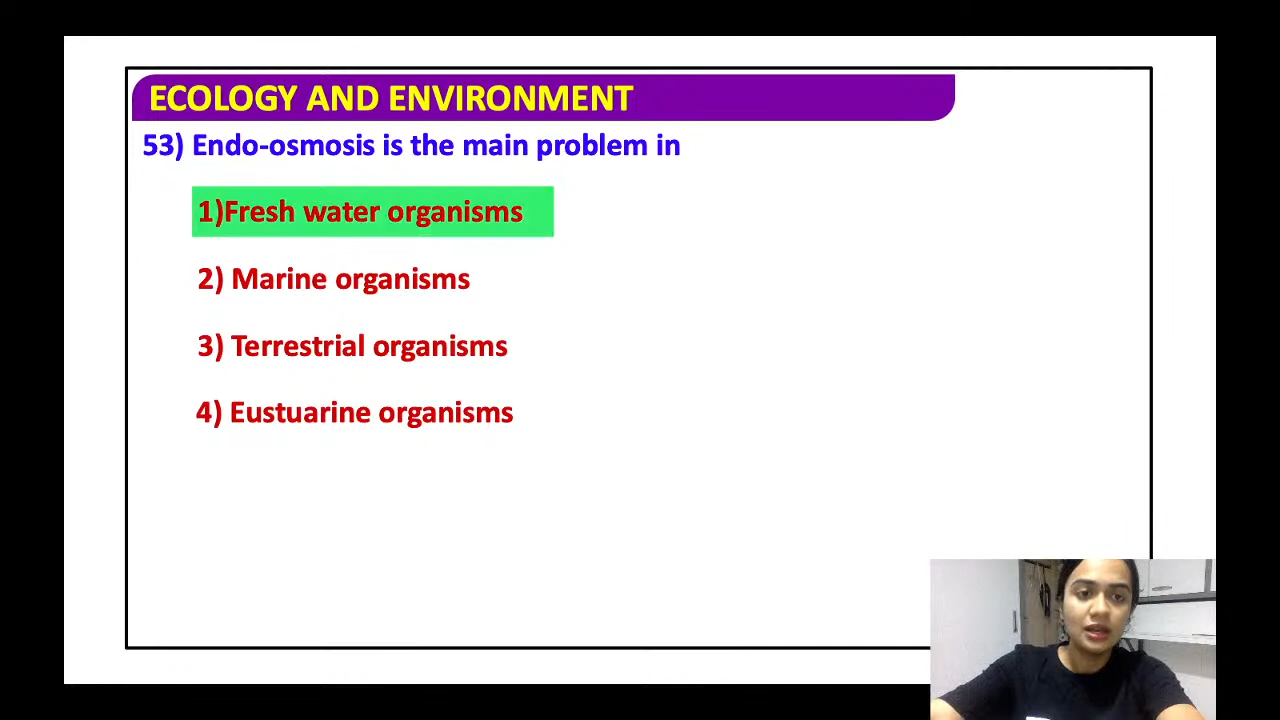 ECOLOGY AND ENVIRONMENT
53) Endo-osmosis is the main problem in
1)Fresh water organisms
2) Marine organisms
3) Terrestrial organisms
4) Eustuarine organisms